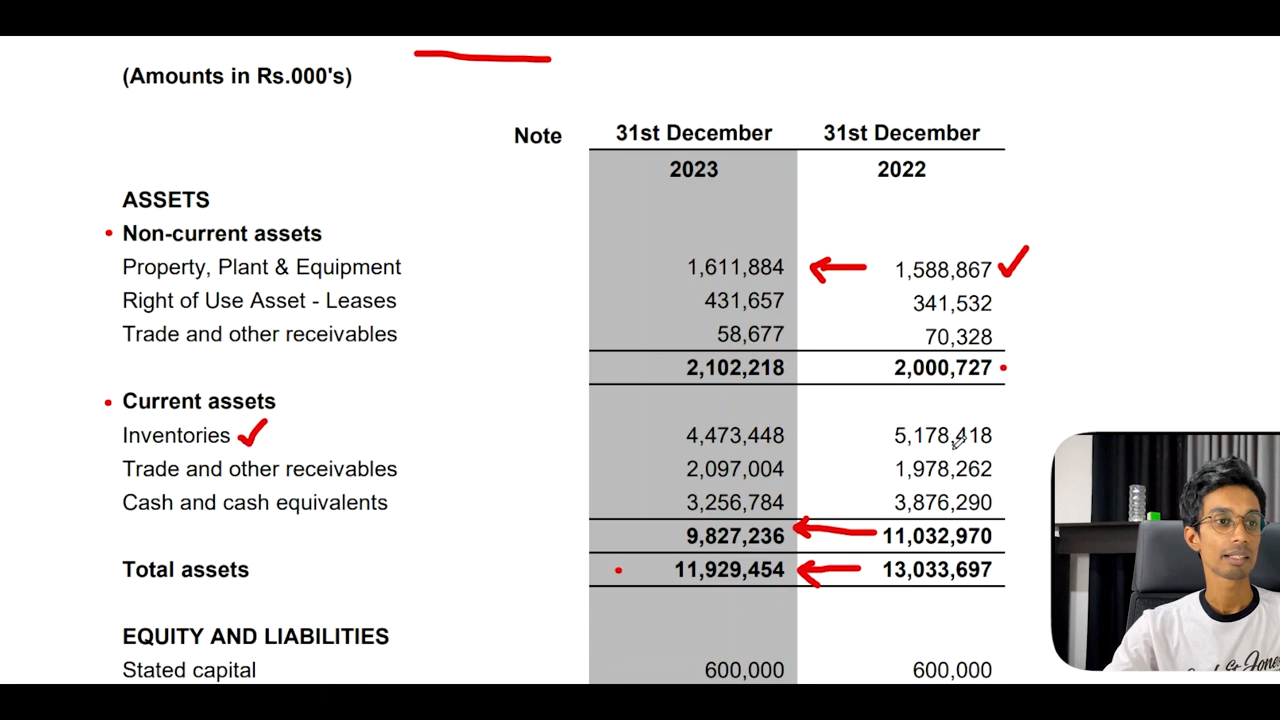 (Amounts in Rs.000's)
Note 31st December 31st December
2023 2022
ASSETS
Non-current assets
Property, Plant & Equipment 1,611,884 1,588,867
Right of Use Asset - Leases 431,657 341,532
Trade and other receivables 58,677 70,328
2,102,218 2,000,727
Current assets
Inventories 4,473,448 5,178,418
Trade and other receivables 2,097,004 1,978,262
Cash and cash equivalents 3,256,784 3,876,290
9,827,236 11,032,970
Total assets 11,929,454 13,033,697
EQUITY AND LIABILITIES
Stated capital 600,000 600,000